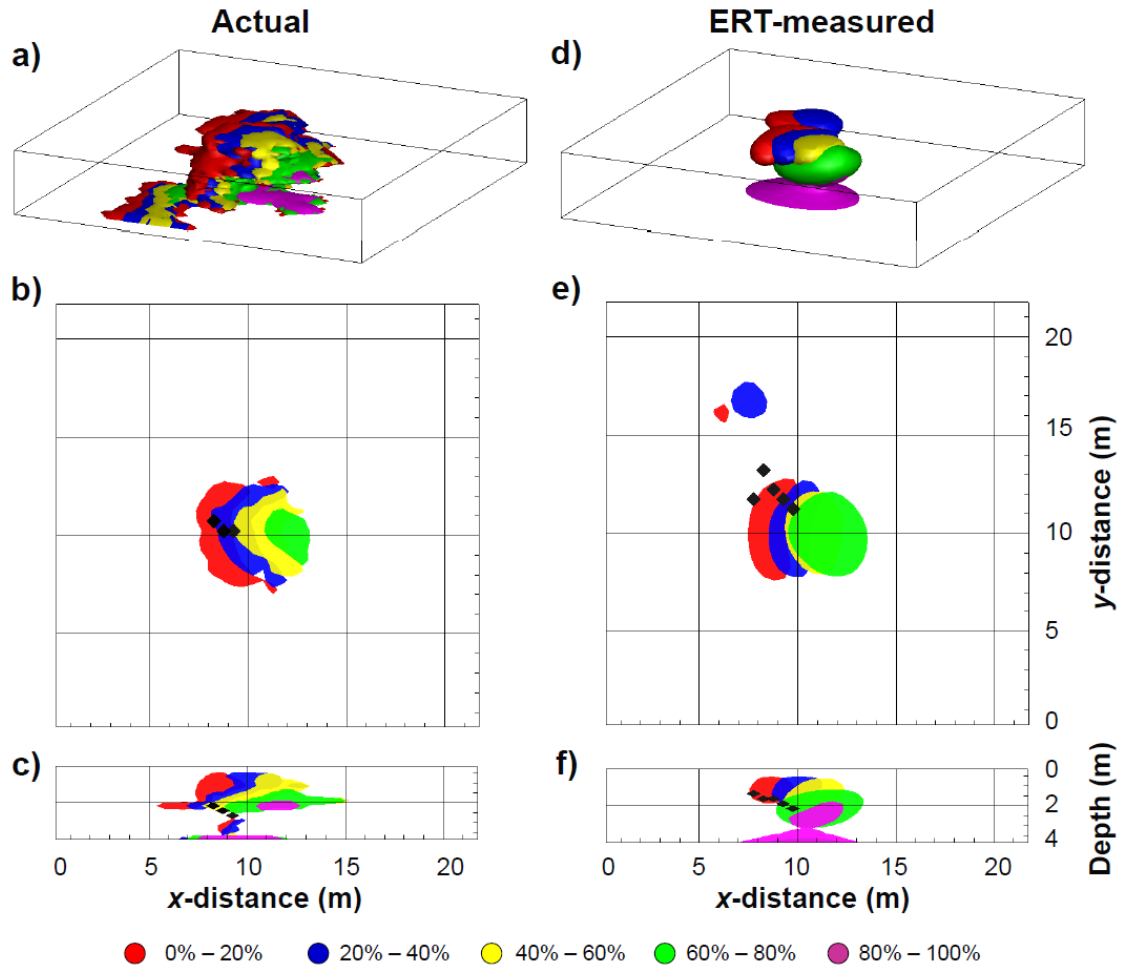 Actual
ERT-measured
a)
d)
b)
e)
20
15
10
5
0
y-distance (m)
c)
f)
0
2
4
Depth (m)
0 5 10 15 20
5 10 15 20
x-distance (m)
x-distance (m)
0% – 20% 20% – 40% 40% – 60% 60% – 80% 80% – 100%